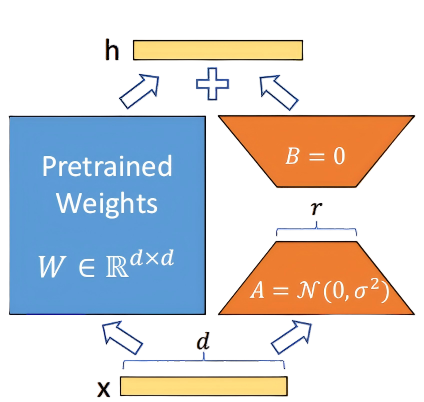 h
Pretrained
Weights
W ∈ ℝ^{d×d}
B = 0
r
A = 𝒩(0, σ²)
d
x